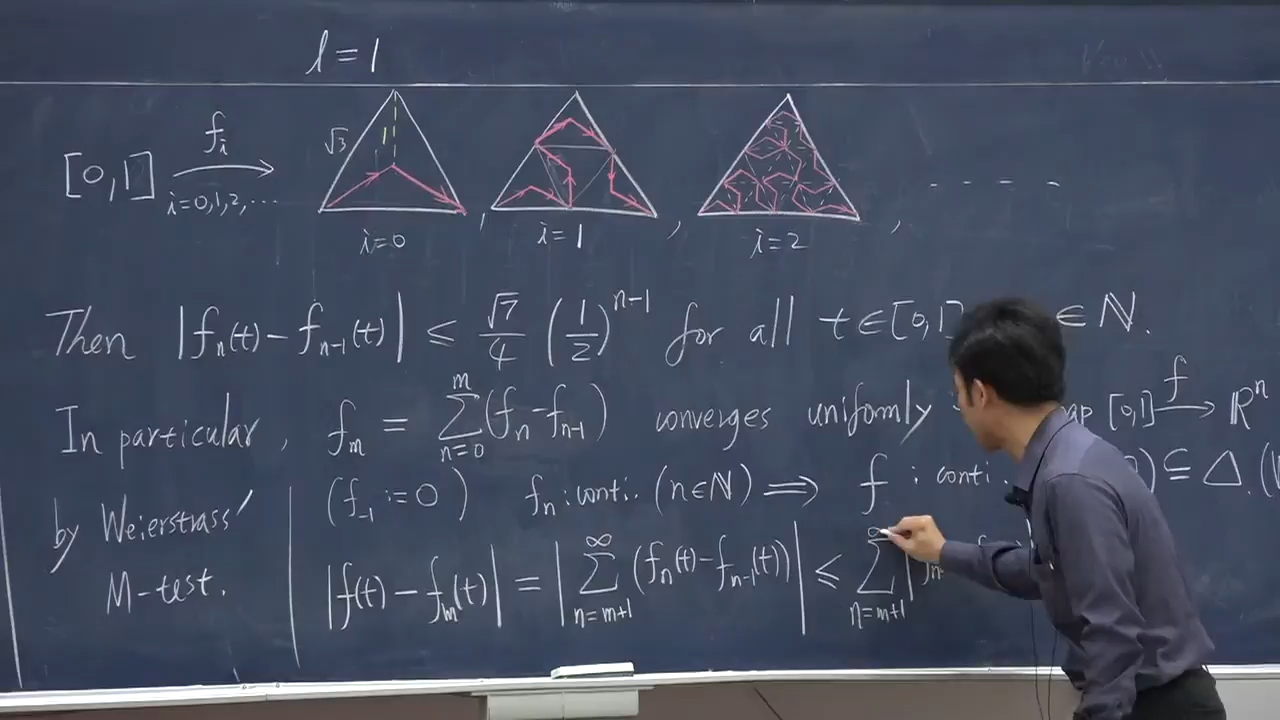 l = 1
[0,1] f_i → i=0,1,2,… √3 1 , , , - - - -
i=0 i=1 i=2
Then |f_n(t) − f_{n-1}(t)| ≤ √7/4 (1/2)^{n-1} for all t ∈ [0,1] ∈ ℕ.
In particular, f_m = Σ_{n=0}^{m} (f_n − f_{n-1}) converges uniformly [0,1] f → ℝ^n
by Weierstrass' (f_{-1} := 0) f_n : conti. (n∈ℕ) ⟹ f : conti. ) ⊆ Δ. (
M-test. |f(t) − f_m(t)| = |Σ_{n=m+1}^{∞} (f_n(t) − f_{n-1}(t))| ≤ Σ_{n=m+1}^{∞} |f_n